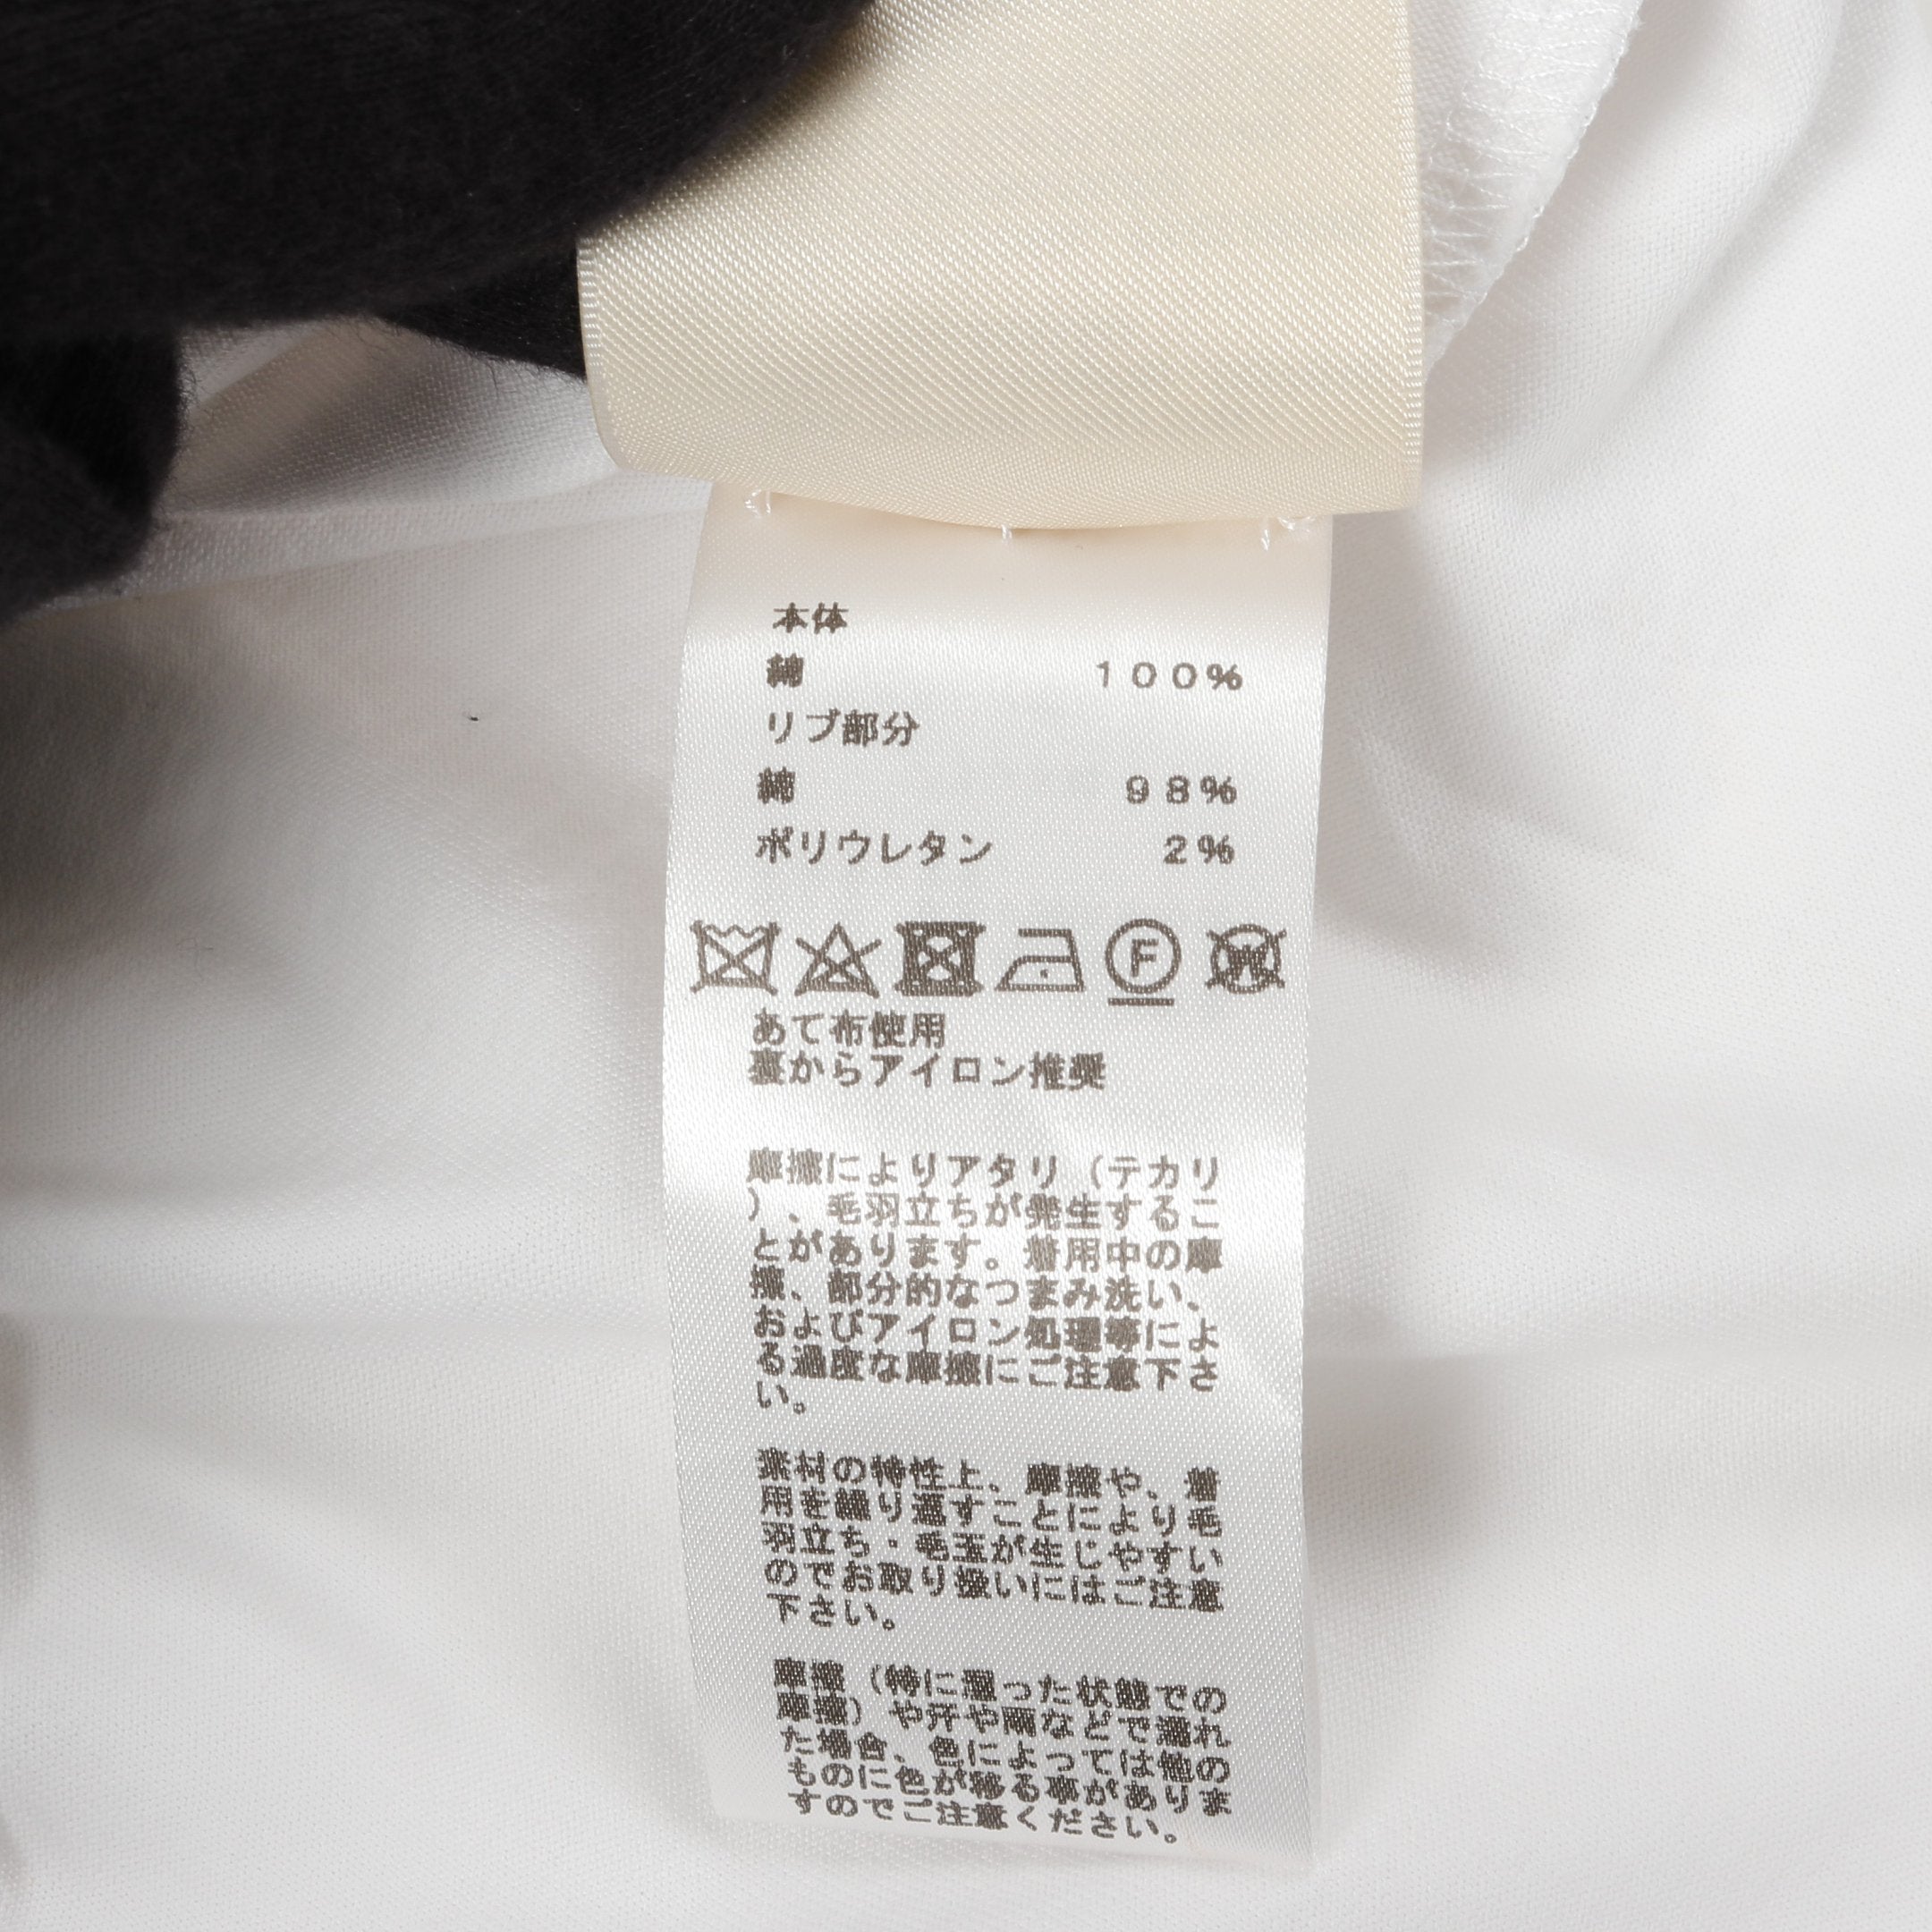 本体
綿 100%
リブ部分
綿 98%
ポリウレタン 2%
F W
あて布使用
裏からアイロン推奨
摩擦によりアタリ（テカリ
）、毛羽立ちが発生するこ
とがあります。着用中の摩
擦、部分的なつまみ洗い、
およびアイロン処理等によ
る過度な摩擦にご注意下さ
い。
素材の特性上、摩擦や、着
用を繰り返すことにより毛
羽立ち・毛玉が生じやすい
のでお取り扱いにはご注意
下さい。
摩擦（特に湿った状態での
摩擦）や汗や雨などで濡れ
た場合、色によっては他の
ものに色が移る事がありま
すのでご注意ください。